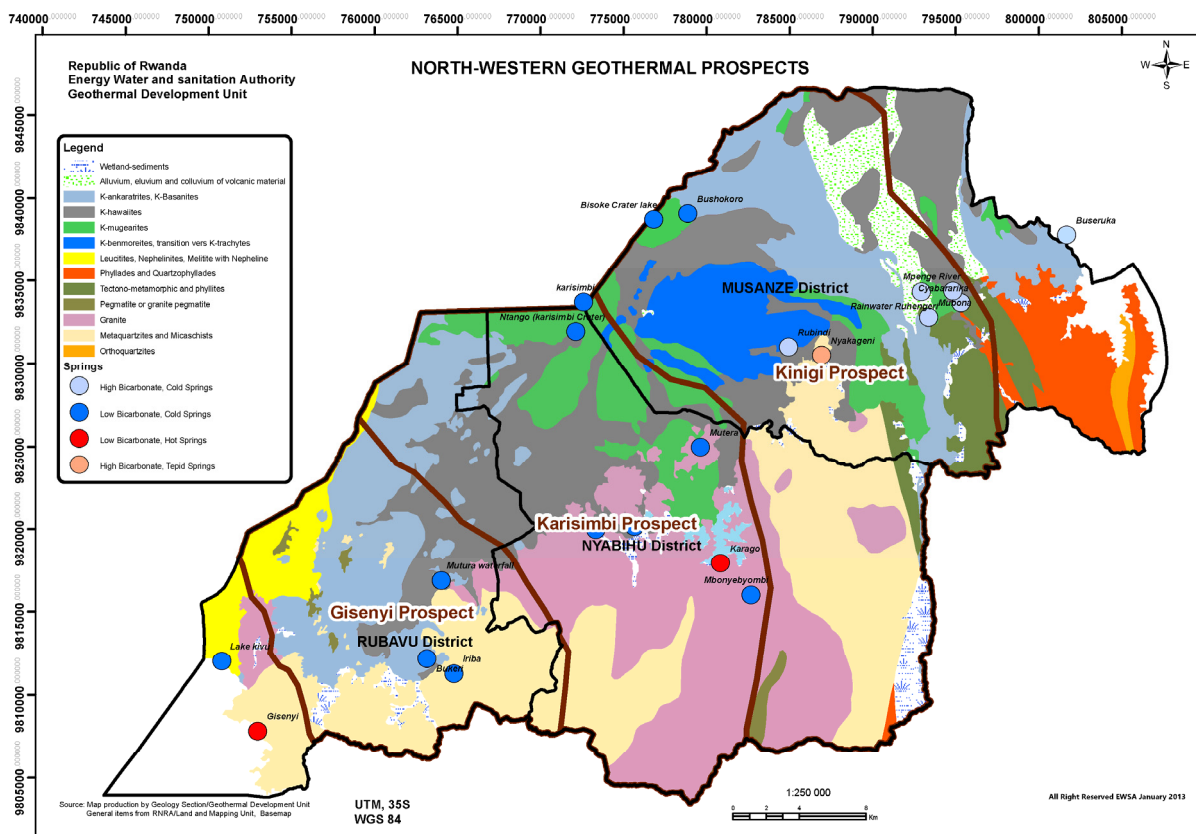 740000.000000 745000.000000 750000.000000 755000.000000 760000.000000 765000.000000 770000.000000 775000.000000 780000.000000 785000.000000 790000.000000 795000.000000 800000.000000 805000.000000
Republic of Rwanda
Energy Water and sanitation Authority
Geothermal Development Unit
NORTH-WESTERN GEOTHERMAL PROSPECTS
N
W E
S
9845000.000000
9840000.000000
9835000.000000
9830000.000000
9825000.000000
9820000.000000
9815000.000000
9810000.000000
9805000.000000
Legend
Wetland-sediments
Alluvium, eluvium and colluvium of volcanic material
K-ankaratrites, K-Basanites
K-hawaiites
K-mugearites
K-benmoreites, transition vers K-trachytes
Leucitites, Nephelinites, Melitite with Nepheline
Phyllades and Quartzophyllades
Tectono-metamorphic and phyllites
Pegmatite or granite pegmatite
Granite
Metaquartzites and Micaschists
Orthoquartzites
Springs
High Bicarbonate, Cold Springs
Low Bicarbonate, Cold Springs
Low Bicarbonate, Hot Springs
High Bicarbonate, Tepid Springs
Bisoke Crater lake
Bushokoro
Buseruka
Mpenge River
Cyabararika
karisimbi
MUSANZE District
Rainwater Ruhengeri
Mubona
Ntango (karisimbi Crater)
Rubindi
Nyakageni
Kinigi Prospect
Mutera
Karisimbi Prospect
NYABIHU District
Karago
Mutura waterfall
Mbonyebyombi
Gisenyi Prospect
RUBAVU District
Lake kivu
Iriba
Bukeri
Gisenyi
Source: Map production by Geology Section/Geothermal Development Unit
General items from RNRA/Land and Mapping Unit, Basemap
UTM, 35S
WGS 84
1:250 000
0 2 4 8
Km
All Right Reserved EWSA January 2013